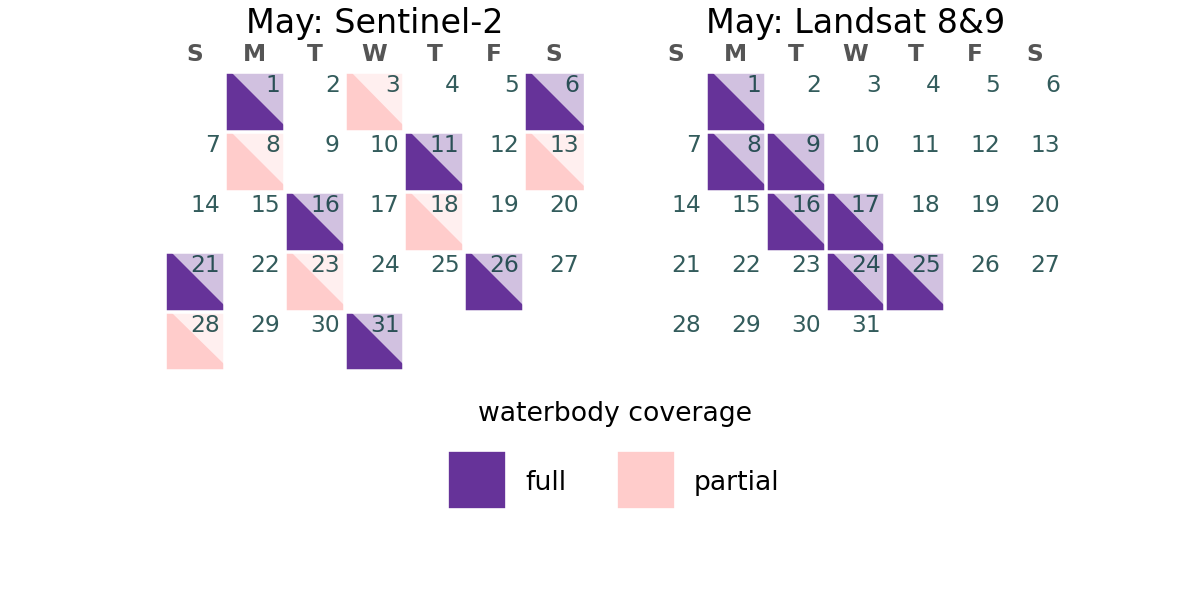 May: Sentinel-2
S M T W T F S
1 2 3 4 5 6
7 8 9 10 11 12 13
14 15 16 17 18 19 20
21 22 23 24 25 26 27
28 29 30 31
May: Landsat 8&9
S M T W T F S
1 2 3 4 5 6
7 8 9 10 11 12 13
14 15 16 17 18 19 20
21 22 23 24 25 26 27
28 29 30 31
waterbody coverage
full partial